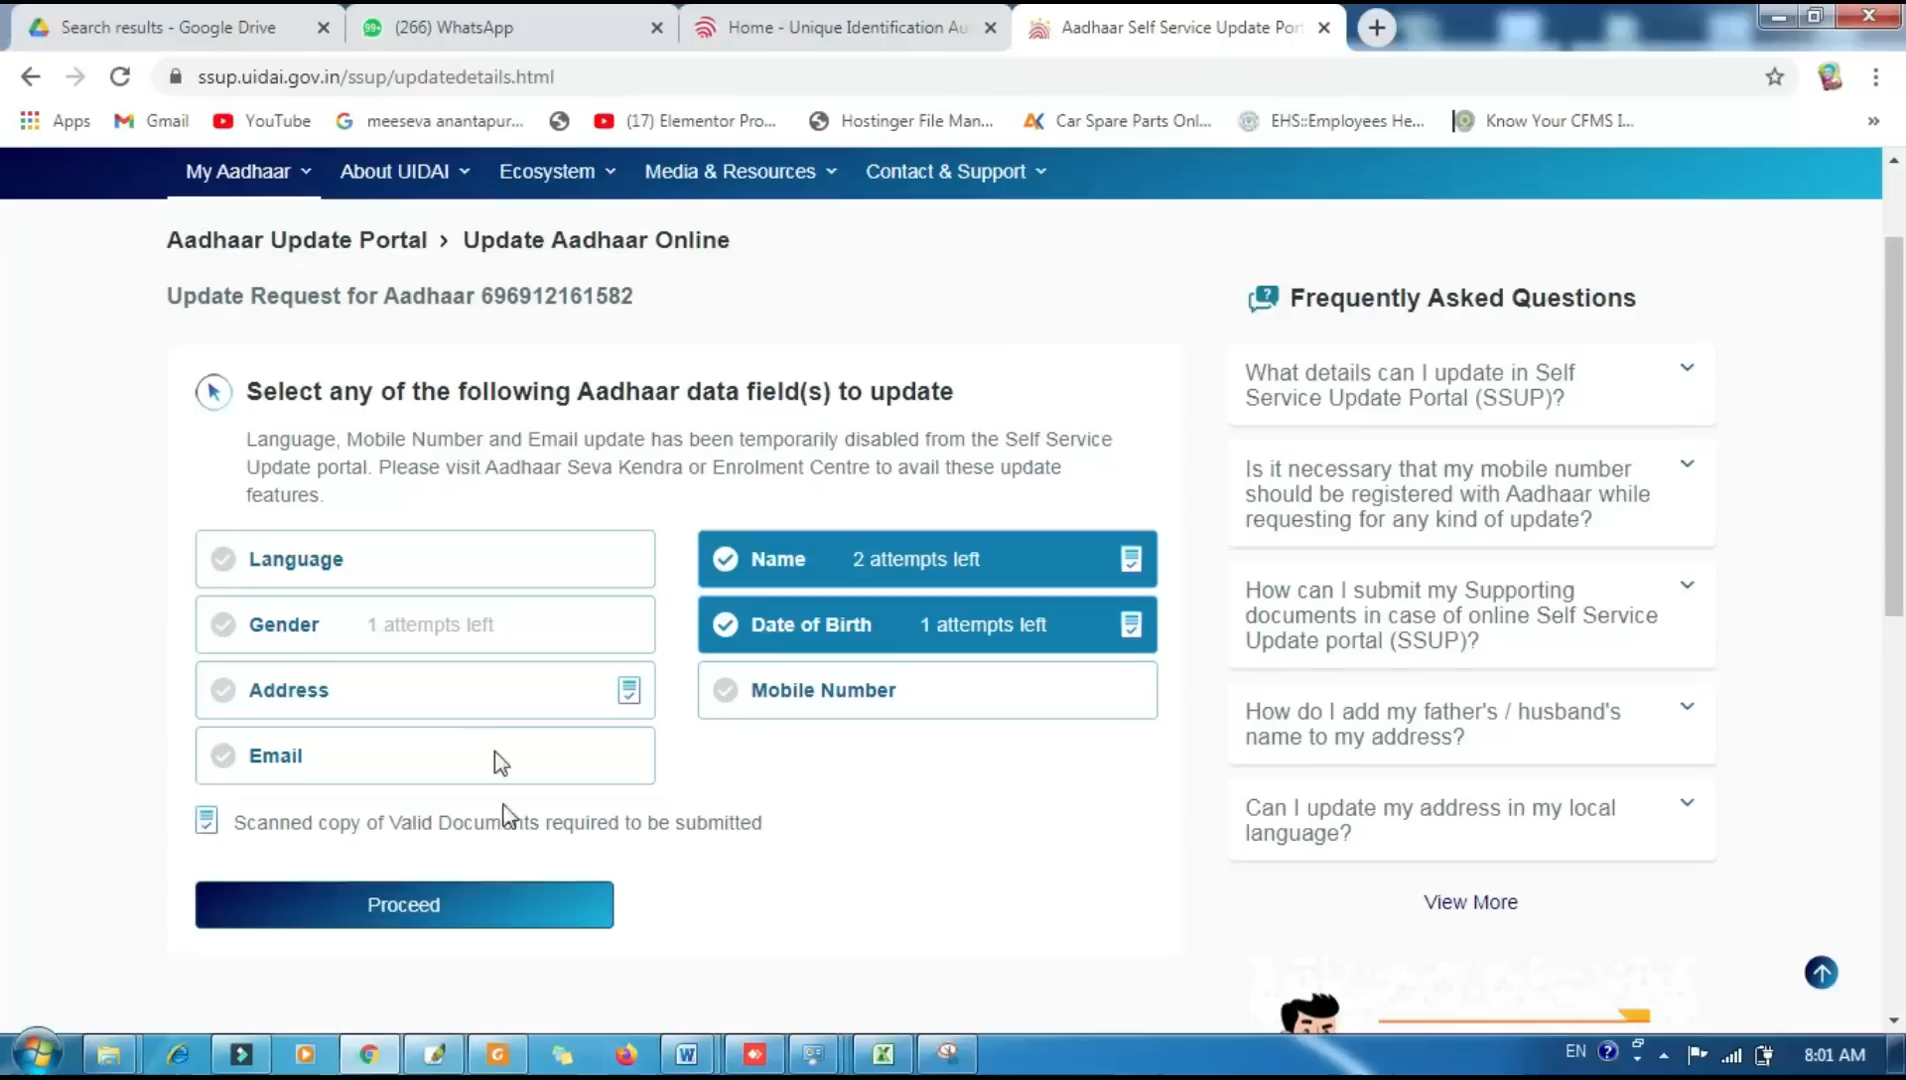 Search results - Google Drive
99+
(266) WhatsApp
Home - Unique Identification Au
Aadhaar Self Service Update Port
ssup.uidai.gov.in/ssup/updatedetails.html
Apps
Gmail
YouTube
meeseva anantapur...
(17) Elementor Pro...
Hostinger File Man...
Car Spare Parts Onl...
EHS::Employees He...
Know Your CFMS I...
»
My Aadhaar
About UIDAI
Ecosystem
Media & Resources
Contact & Support
Aadhaar Update Portal › Update Aadhaar Online
Update Request for Aadhaar 696912161582
Select any of the following Aadhaar data field(s) to update
Language, Mobile Number and Email update has been temporarily disabled from the Self Service
Update portal. Please visit Aadhaar Seva Kendra or Enrolment Centre to avail these update
features.
Language
Name 2 attempts left
Gender 1 attempts left
Date of Birth 1 attempts left
Address
Mobile Number
Email
Scanned copy of Valid Documents required to be submitted
Proceed
Frequently Asked Questions
What details can I update in Self
Service Update Portal (SSUP)?
Is it necessary that my mobile number
should be registered with Aadhaar while
requesting for any kind of update?
How can I submit my Supporting
documents in case of online Self Service
Update portal (SSUP)?
How do I add my father's / husband's
name to my address?
Can I update my address in my local
language?
View More
EN
8:01 AM